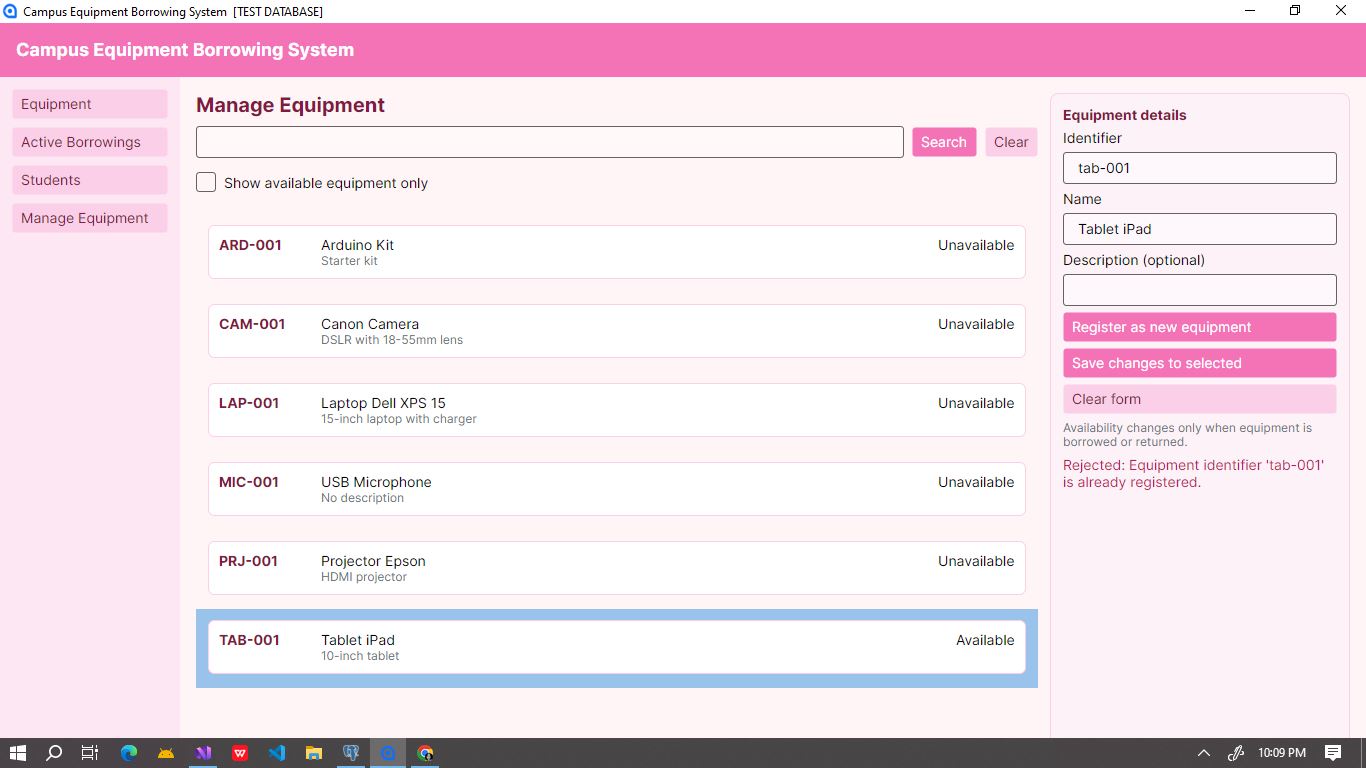 Campus Equipment Borrowing System [TEST DATABASE]
Campus Equipment Borrowing System
Equipment
Active Borrowings
Students
Manage Equipment
Manage Equipment
Search
Clear
Show available equipment only
ARD-001 Arduino Kit Unavailable
Starter kit
CAM-001 Canon Camera Unavailable
DSLR with 18-55mm lens
LAP-001 Laptop Dell XPS 15 Unavailable
15-inch laptop with charger
MIC-001 USB Microphone Unavailable
No description
PRJ-001 Projector Epson Unavailable
HDMI projector
TAB-001 Tablet iPad Available
10-inch tablet
Equipment details
Identifier
tab-001
Name
Tablet iPad
Description (optional)
Register as new equipment
Save changes to selected
Clear form
Availability changes only when equipment is
borrowed or returned.
Rejected: Equipment identifier 'tab-001'
is already registered.
10:09 PM